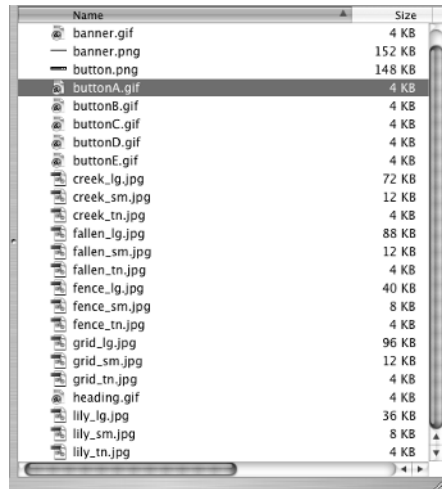 Name Size
banner.gif 4 KB
banner.png 152 KB
button.png 148 KB
buttonA.gif 4 KB
buttonB.gif 4 KB
buttonC.gif 4 KB
buttonD.gif 4 KB
buttonE.gif 4 KB
creek_lg.jpg 72 KB
creek_sm.jpg 12 KB
creek_tn.jpg 4 KB
fallen_lg.jpg 88 KB
fallen_sm.jpg 12 KB
fallen_tn.jpg 4 KB
fence_lg.jpg 40 KB
fence_sm.jpg 8 KB
fence_tn.jpg 4 KB
grid_lg.jpg 96 KB
grid_sm.jpg 12 KB
grid_tn.jpg 4 KB
heading.gif 4 KB
lily_lg.jpg 36 KB
lily_sm.jpg 8 KB
lily_tn.jpg 4 KB